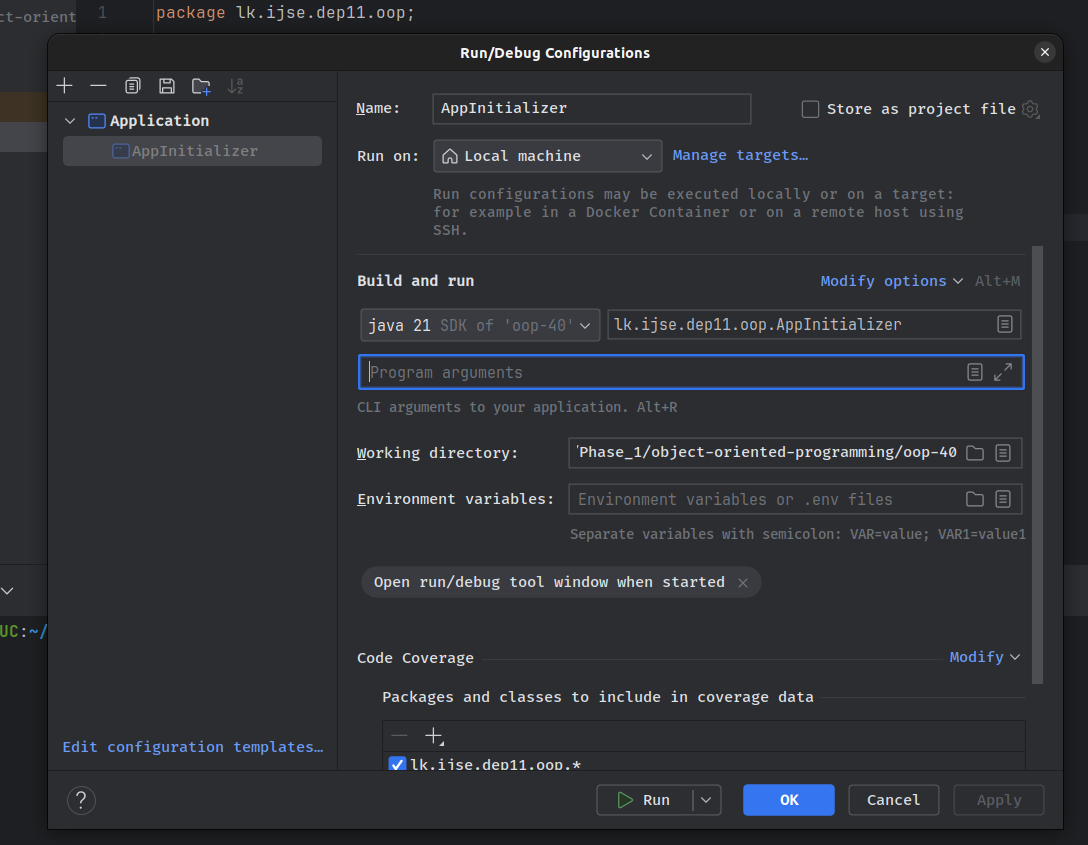 ct-orient
1 package lk.ijse.dep11.oop;
Run/Debug Configurations
Application
AppInitializer
Edit configuration templates…
Name: AppInitializer Store as project file
Run on: Local machine Manage targets…
Run configurations may be executed locally or on a target:
for example in a Docker Container or on a remote host using
SSH.
Build and run Modify options Alt+M
java 21 SDK of 'oop-40' lk.ijse.dep11.oop.AppInitializer
Program arguments
CLI arguments to your application. Alt+R
Working directory: 'Phase_1/object-oriented-programming/oop-40
Environment variables: Environment variables or .env files
Separate variables with semicolon: VAR=value; VAR1=value1
Open run/debug tool window when started
UC:~/
Code Coverage Modify
Packages and classes to include in coverage data
lk.ijse.dep11.oop.*
? Run OK Cancel Apply